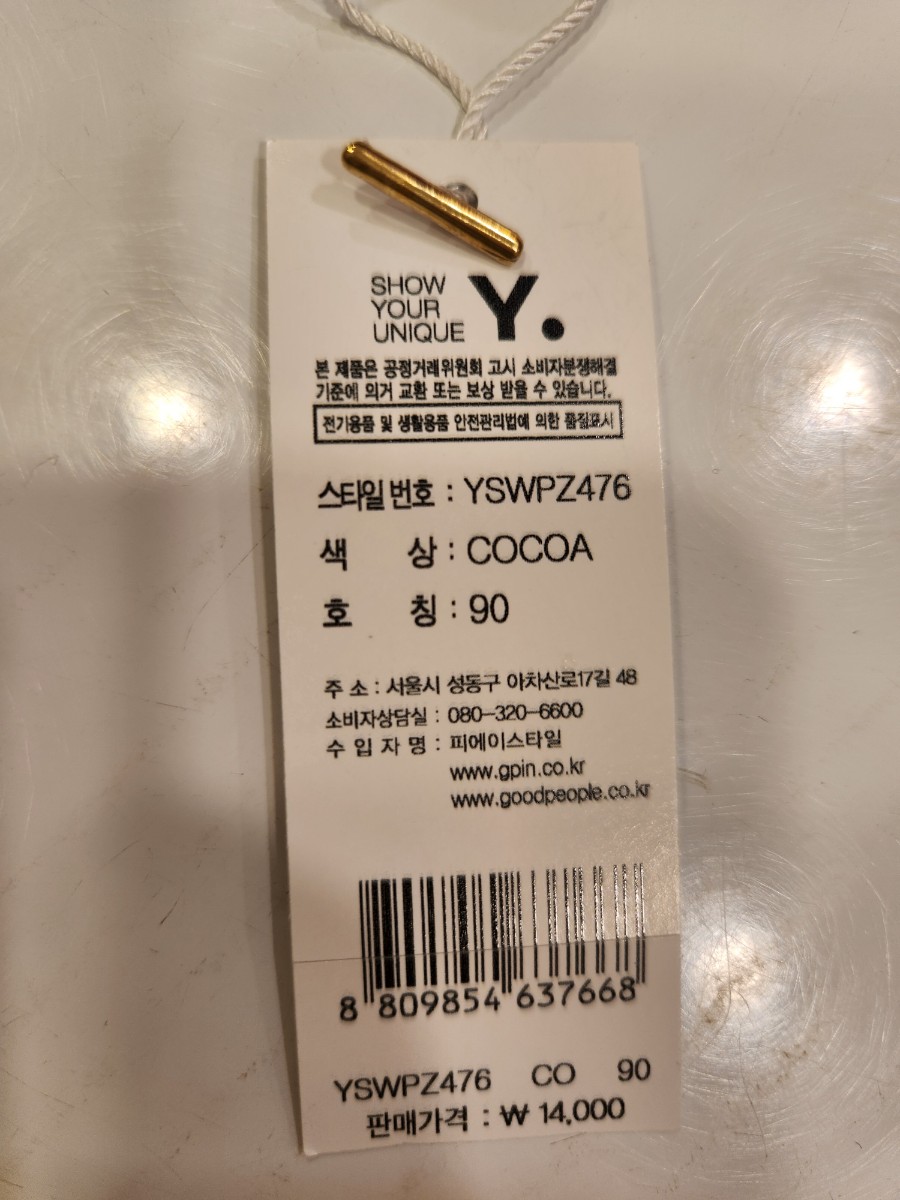 SHOW
YOUR
UNIQUE
Y.
본 제품은 공정거래위원회 고시 소비자분쟁해결
기준에 의거 교환 또는 보상 받을 수 있습니다.
전기용품 및 생활용품 안전관리법에 의한 품질표시
스타일 번호 : YSWPZ476
색 상 : COCOA
호 칭 : 90
주 소 : 서울시 성동구 아차산로17길 48
소비자상담실 : 080-320-6600
수 입 자 명 : 피에이스타일
www.gpin.co.kr
www.goodpeople.co.kr
8 809854 637668
YSWPZ476 CO 90
판매가격 : ₩ 14,000